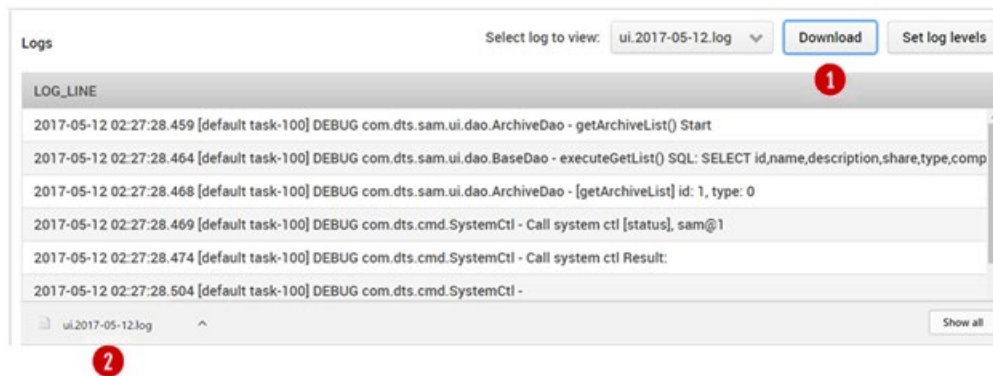 Logs Select log to view: ui.2017-05-12.log Download Set log levels
1
LOG_LINE
2017-05-12 02:27:28.459 [default task-100] DEBUG com.dts.sam.ui.dao.ArchiveDao - getArchiveList() Start
2017-05-12 02:27:28.464 [default task-100] DEBUG com.dts.sam.ui.dao.BaseDao - executeGetList() SQL: SELECT id,name,description,share,type,comp
2017-05-12 02:27:28.468 [default task-100] DEBUG com.dts.sam.ui.dao.ArchiveDao - [getArchiveList] id: 1, type: 0
2017-05-12 02:27:28.469 [default task-100] DEBUG com.dts.cmd.SystemCtl - Call system ctl [status], sam@1
2017-05-12 02:27:28.474 [default task-100] DEBUG com.dts.cmd.SystemCtl - Call system ctl Result:
2017-05-12 02:27:28.504 [default task-100] DEBUG com.dts.cmd.SystemCtl -
ui.2017-05-12.log Show all
2